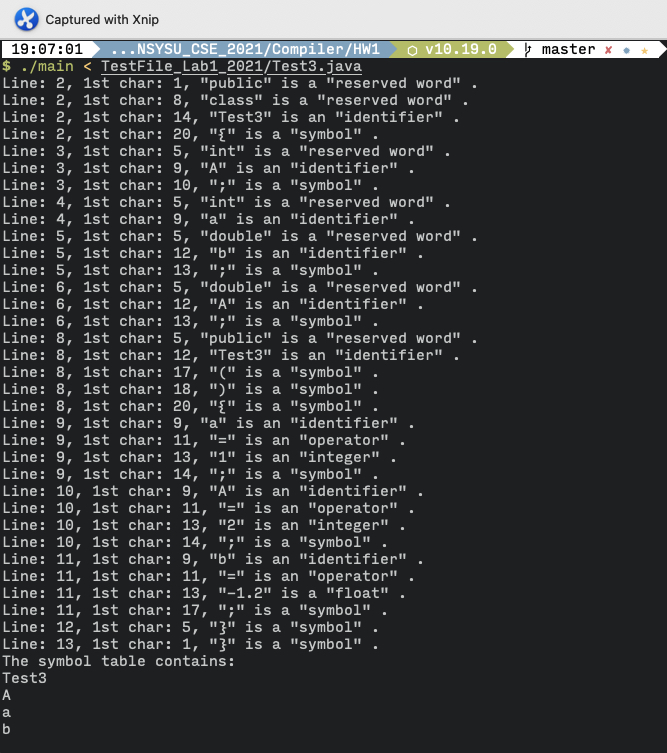 Captured with Xnip
19:07:01 ...NSYSU_CSE_2021/Compiler/HW1 ⬡ v10.19.0 master ✘ ● ★
$ ./main < TestFile_Lab1_2021/Test3.java
Line: 2, 1st char: 1, "public" is a "reserved word" .
Line: 2, 1st char: 8, "class" is a "reserved word" .
Line: 2, 1st char: 14, "Test3" is an "identifier" .
Line: 2, 1st char: 20, "{" is a "symbol" .
Line: 3, 1st char: 5, "int" is a "reserved word" .
Line: 3, 1st char: 9, "A" is an "identifier" .
Line: 3, 1st char: 10, ";" is a "symbol" .
Line: 4, 1st char: 5, "int" is a "reserved word" .
Line: 4, 1st char: 9, "a" is an "identifier" .
Line: 5, 1st char: 5, "double" is a "reserved word" .
Line: 5, 1st char: 12, "b" is an "identifier" .
Line: 5, 1st char: 13, ";" is a "symbol" .
Line: 6, 1st char: 5, "double" is a "reserved word" .
Line: 6, 1st char: 12, "A" is an "identifier" .
Line: 6, 1st char: 13, ";" is a "symbol" .
Line: 8, 1st char: 5, "public" is a "reserved word" .
Line: 8, 1st char: 12, "Test3" is an "identifier" .
Line: 8, 1st char: 17, "(" is a "symbol" .
Line: 8, 1st char: 18, ")" is a "symbol" .
Line: 8, 1st char: 20, "{" is a "symbol" .
Line: 9, 1st char: 9, "a" is an "identifier" .
Line: 9, 1st char: 11, "=" is an "operator" .
Line: 9, 1st char: 13, "1" is an "integer" .
Line: 9, 1st char: 14, ";" is a "symbol" .
Line: 10, 1st char: 9, "A" is an "identifier" .
Line: 10, 1st char: 11, "=" is an "operator" .
Line: 10, 1st char: 13, "2" is an "integer" .
Line: 10, 1st char: 14, ";" is a "symbol" .
Line: 11, 1st char: 9, "b" is an "identifier" .
Line: 11, 1st char: 11, "=" is an "operator" .
Line: 11, 1st char: 13, "-1.2" is a "float" .
Line: 11, 1st char: 17, ";" is a "symbol" .
Line: 12, 1st char: 5, "}" is a "symbol" .
Line: 13, 1st char: 1, "}" is a "symbol" .
The symbol table contains:
Test3
A
a
b